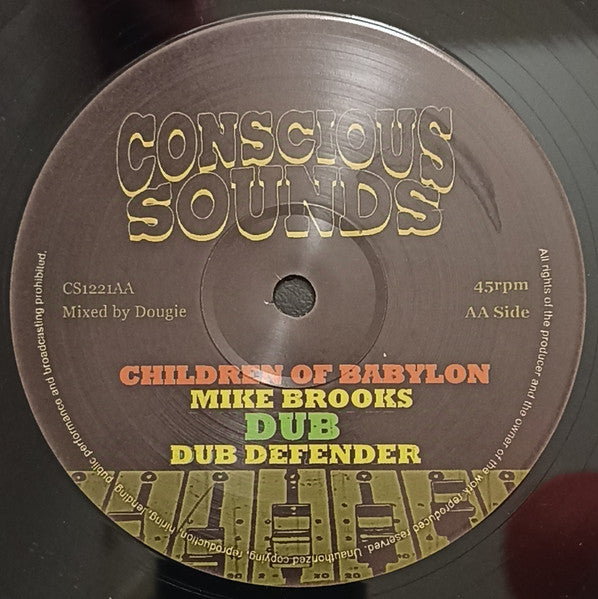 CONSCIOUS
SOUNDS
CS1221AA
Mixed by Dougie
45rpm
AA Side
CHILDREN OF BABYLON
MIKE BROOKS
DUB
DUB DEFENDER
All rights of the producer and the owner of the work reproduced reserved. Unauthorized copying, reproduction, hiring, lending public performance and broadcasting prohibited.